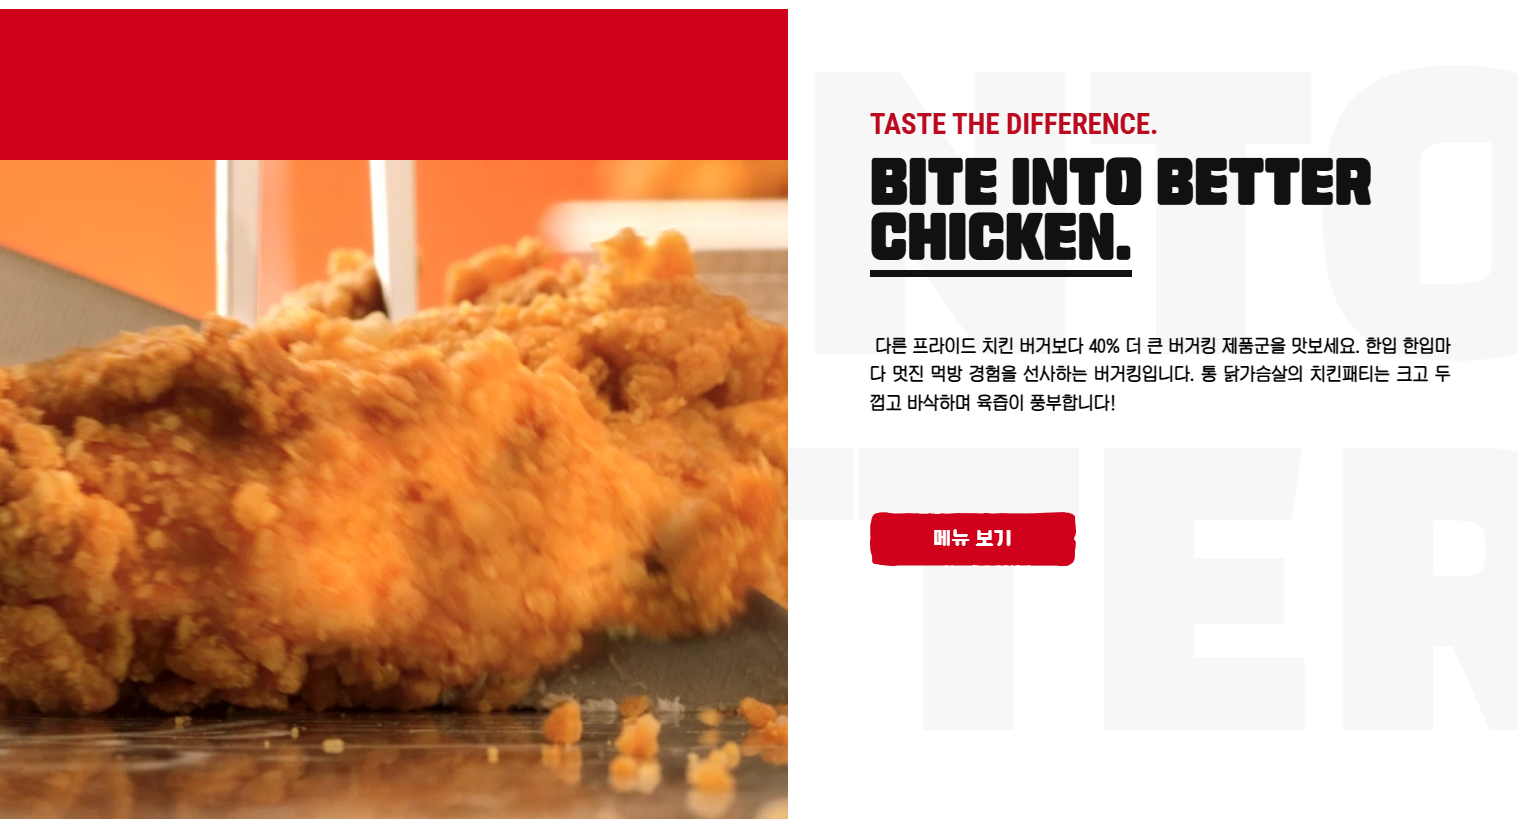 TASTE THE DIFFERENCE.
BITE INTO BETTER
CHICKEN.
다른 프라이드 치킨 버거보다 40% 더 큰 버거킹 제품군을 맛보세요. 한입 한입마
다 멋진 먹방 경험을 선사하는 버거킹입니다. 통 닭가슴살의 치킨패티는 크고 두
껍고 바삭하며 육즙이 풍부합니다!
메뉴 보기